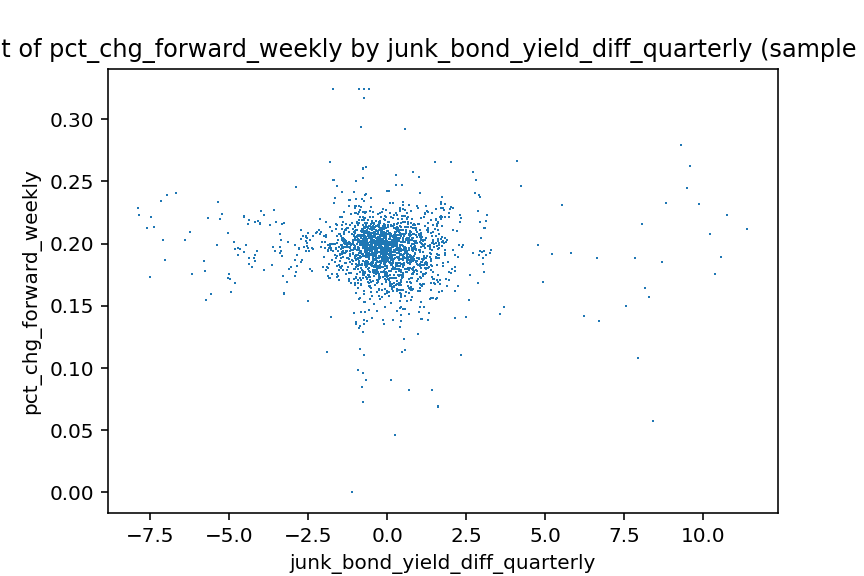 t of pct_chg_forward_weekly by junk_bond_yield_diff_quarterly (sample
pct_chg_forward_weekly
0.30
0.25
0.20
0.15
0.10
0.05
0.00
−7.5 −5.0 −2.5 0.0 2.5 5.0 7.5 10.0
junk_bond_yield_diff_quarterly